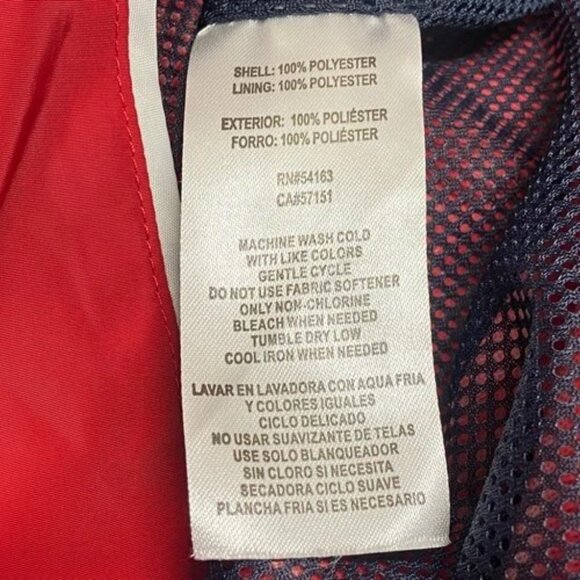 SHELL: 100% POLYESTER
LINING: 100% POLYESTER
EXTERIOR: 100% POLIÉSTER
FORRO: 100% POLIÉSTER
RN#54163
CA#57151
MACHINE WASH COLD
WITH LIKE COLORS
GENTLE CYCLE
DO NOT USE FABRIC SOFTENER
ONLY NON-CHLORINE
BLEACH WHEN NEEDED
TUMBLE DRY LOW
COOL IRON WHEN NEEDED
LAVAR EN LAVADORA CON AQUA FRIA
Y COLORES IGUALES
CICLO DELICADO
NO USAR SUAVIZANTE DE TELAS
USE SOLO BLANQUEADOR
SIN CLORO SI NECESITA
SECADORA CICLO SUAVE
PLANCHA FRIA SI ES NECESARIO